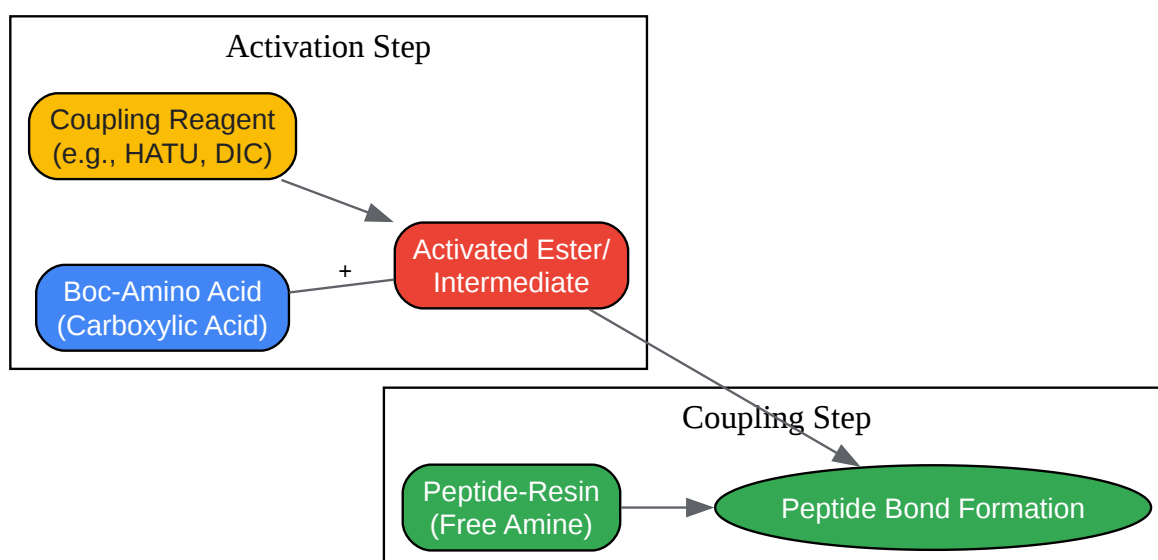 Activation Step
Coupling Reagent
(e.g., HATU, DIC)
Boc-Amino Acid
(Carboxylic Acid)
+
Activated Ester/
Intermediate
Coupling Step
Peptide-Resin
(Free Amine)
Peptide Bond Formation